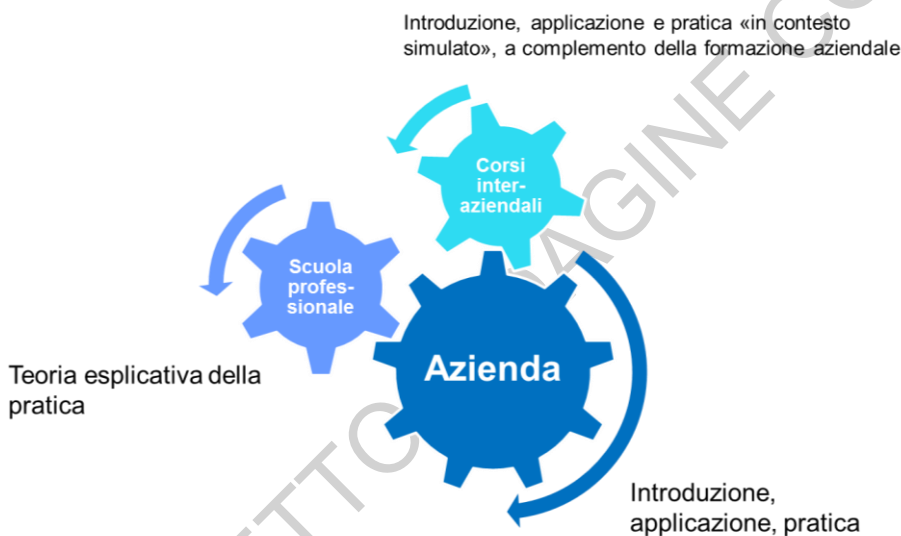 Introduzione, applicazione e pratica «in contesto
simulato», a complemento della formazione aziendale
Corsi
inter-
aziendali
Scuola
profes-
sionale
Azienda
Teoria esplicativa della
pratica
Introduzione,
applicazione, pratica